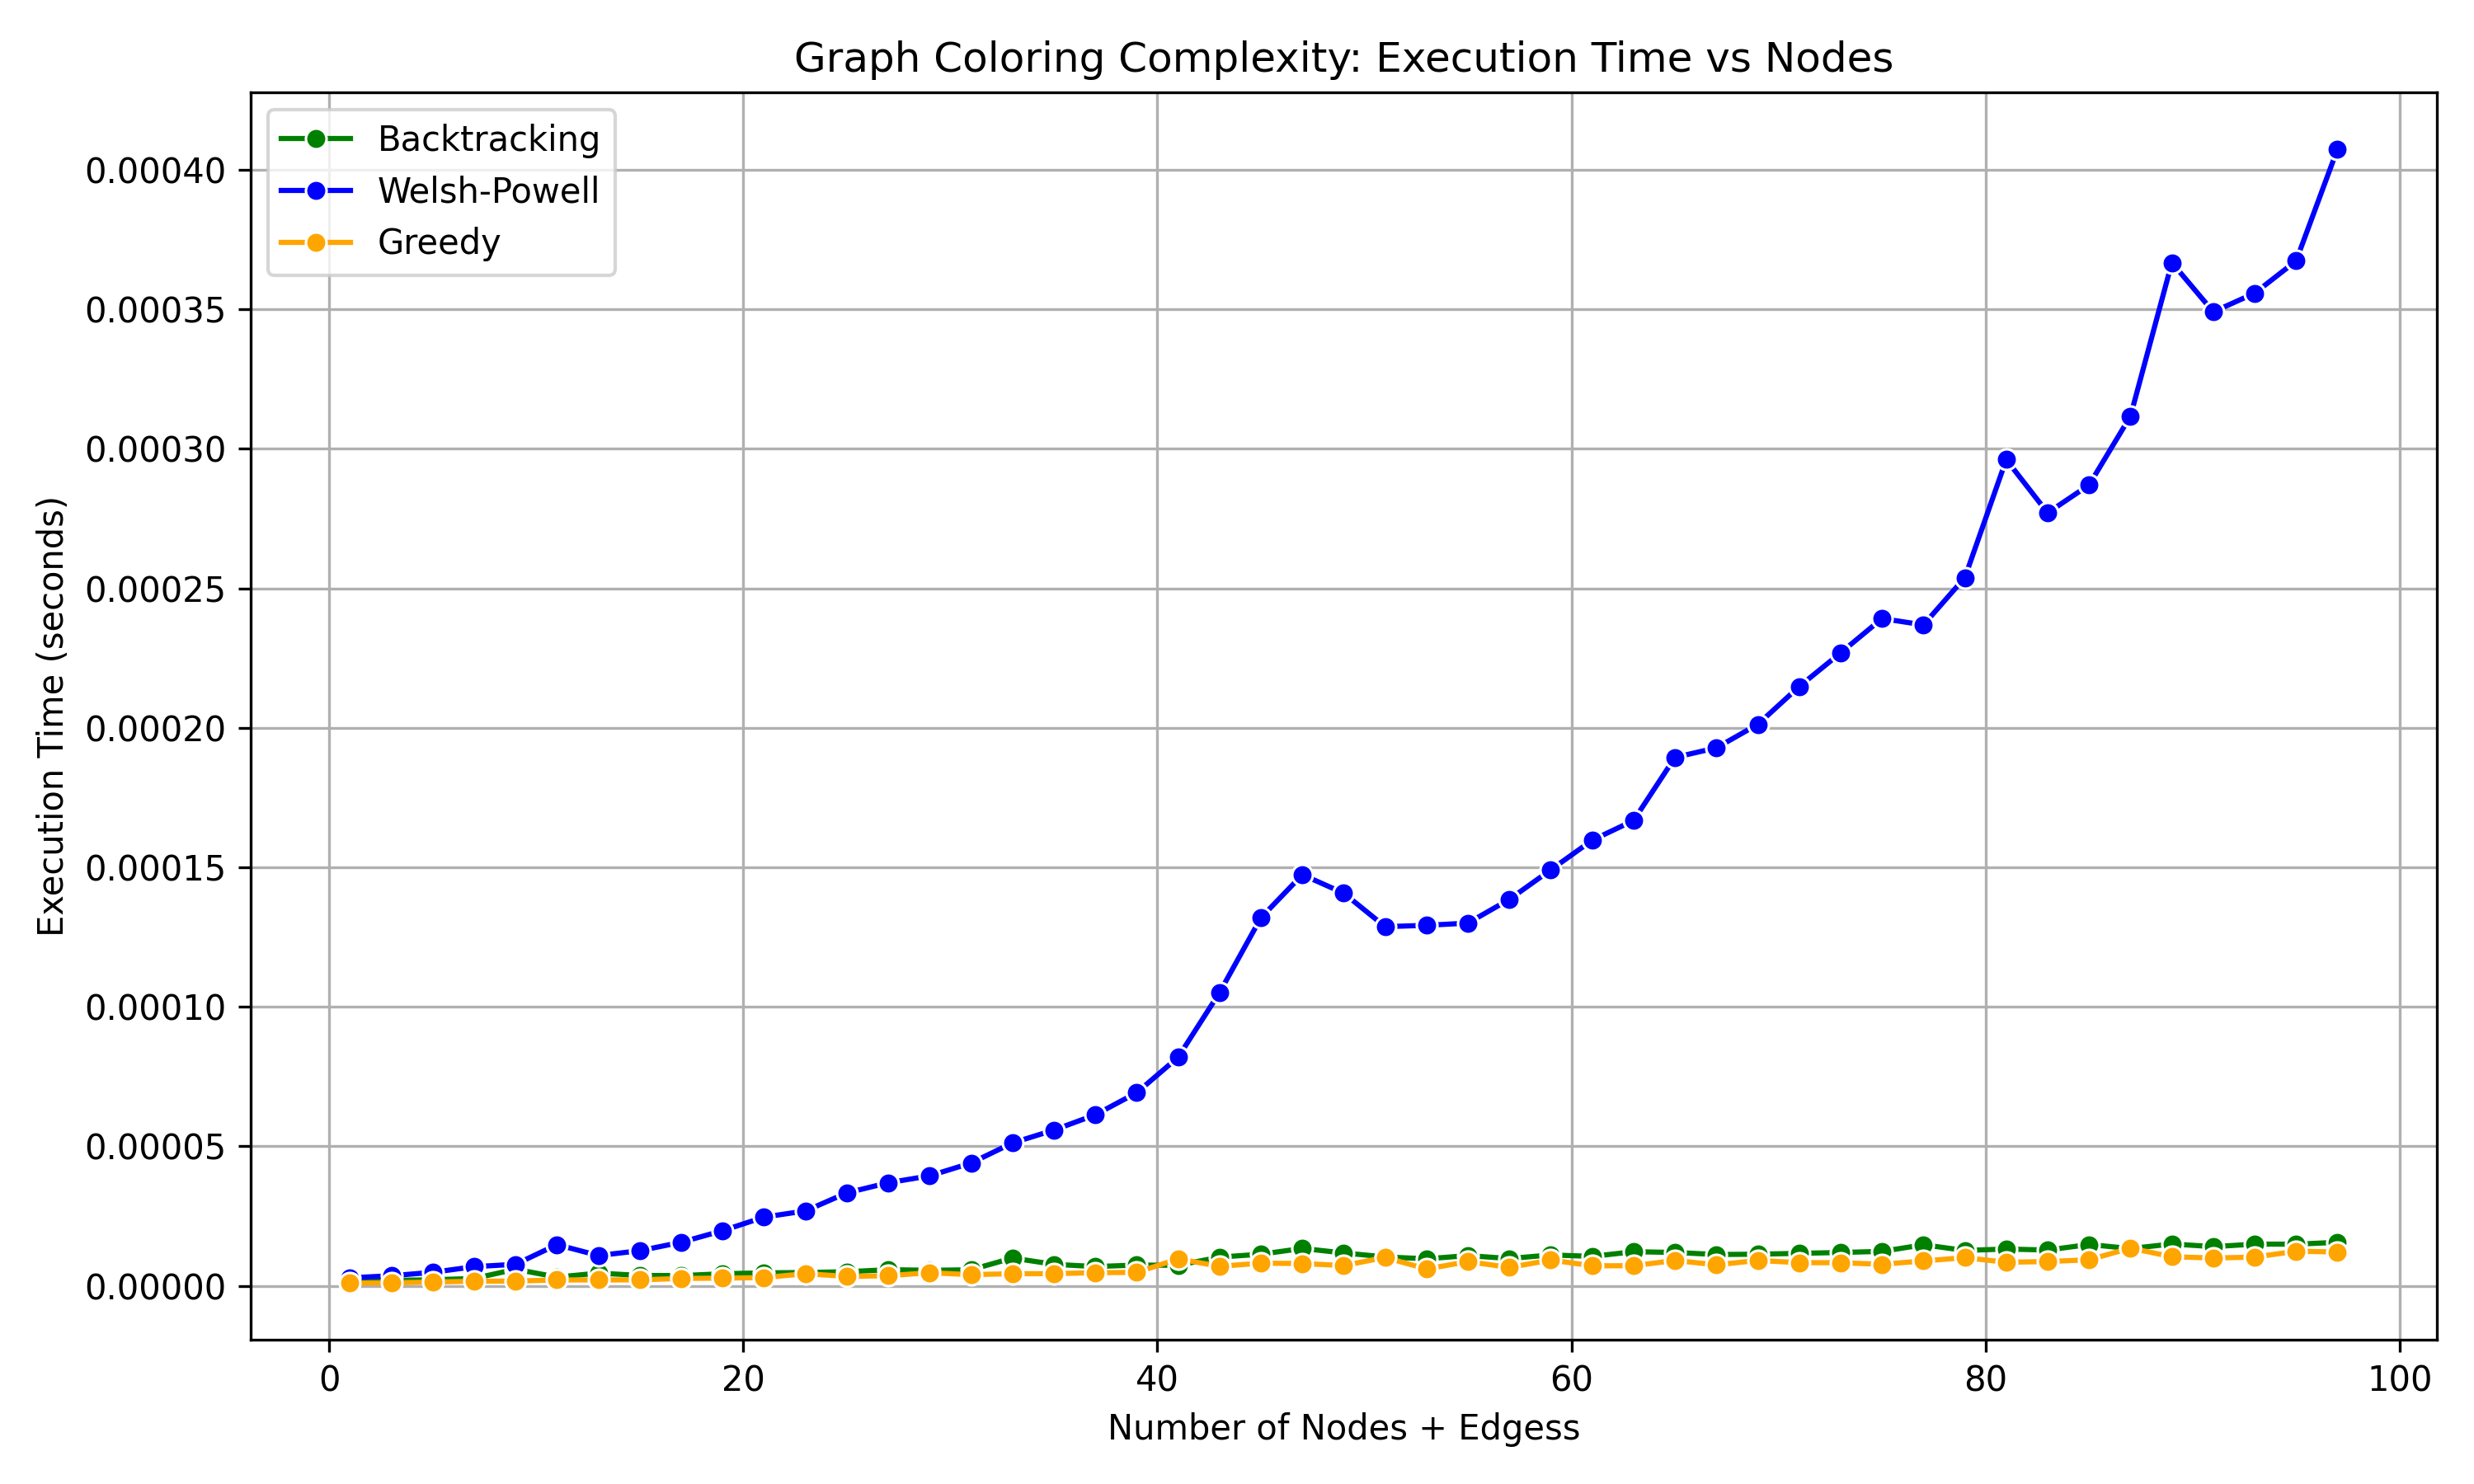 Graph Coloring Complexity: Execution Time vs Nodes
Backtracking
Welsh-Powell
Greedy
0.00040
0.00035
0.00030
0.00025
0.00020
0.00015
0.00010
0.00005
0.00000
Execution Time (seconds)
0 20 40 60 80 100
Number of Nodes + Edgess